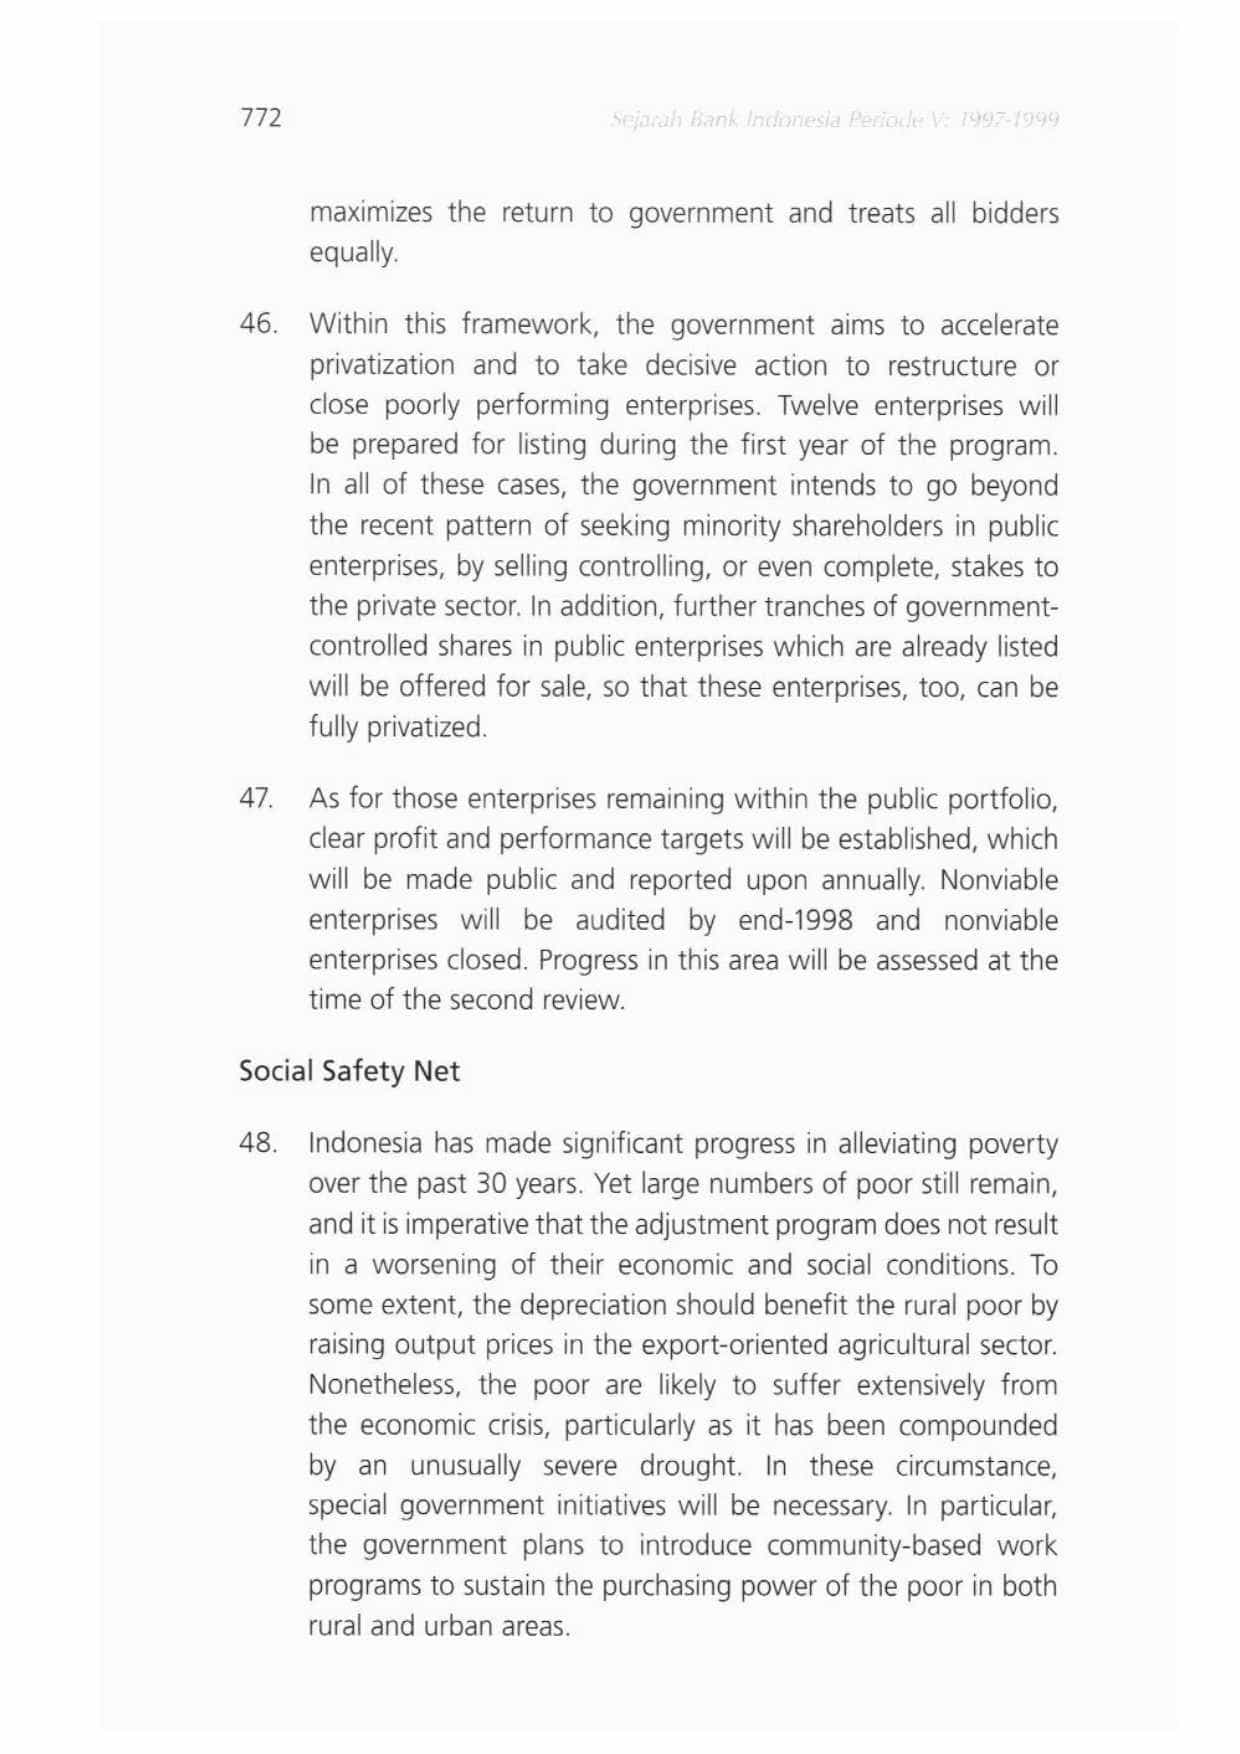 772
Sejarah Bank Indonesia Periode V: 1997-1999
maximizes the return to government and treats all bidders
equally.
46. Within this framework, the government aims to accelerate
privatization and to take decisive action to restructure or
close poorly performing enterprises. Twelve enterprises will
be prepared for listing during the first year of the program.
In all of these cases, the government intends to go beyond
the recent pattern of seeking minority shareholders in public
enterprises, by selling controlling, or even complete, stakes to
the private sector. In addition, further tranches of government-
controlled shares in public enterprises which are already listed
will be offered for sale, so that these enterprises, too, can be
fully privatized.
47. As for those enterprises remaining within the public portfolio,
clear profit and performance targets will be established, which
will be made public and reported upon annually. Nonviable
enterprises will be audited by end-1998 and nonviable
enterprises closed. Progress in this area will be assessed at the
time of the second review.
Social Safety Net
48. Indonesia has made significant progress in alleviating poverty
over the past 30 years. Yet large numbers of poor still remain,
and it is imperative that the adjustment program does not result
in a worsening of their economic and social conditions. To
some extent, the depreciation should benefit the rural poor by
raising output prices in the export-oriented agricultural sector.
Nonetheless, the poor are likely to suffer extensively from
the economic crisis, particularly as it has been compounded
by an unusually severe drought. In these circumstance,
special government initiatives will be necessary. In particular,
the government plans to introduce community-based work
programs to sustain the purchasing power of the poor in both
rural and urban areas.